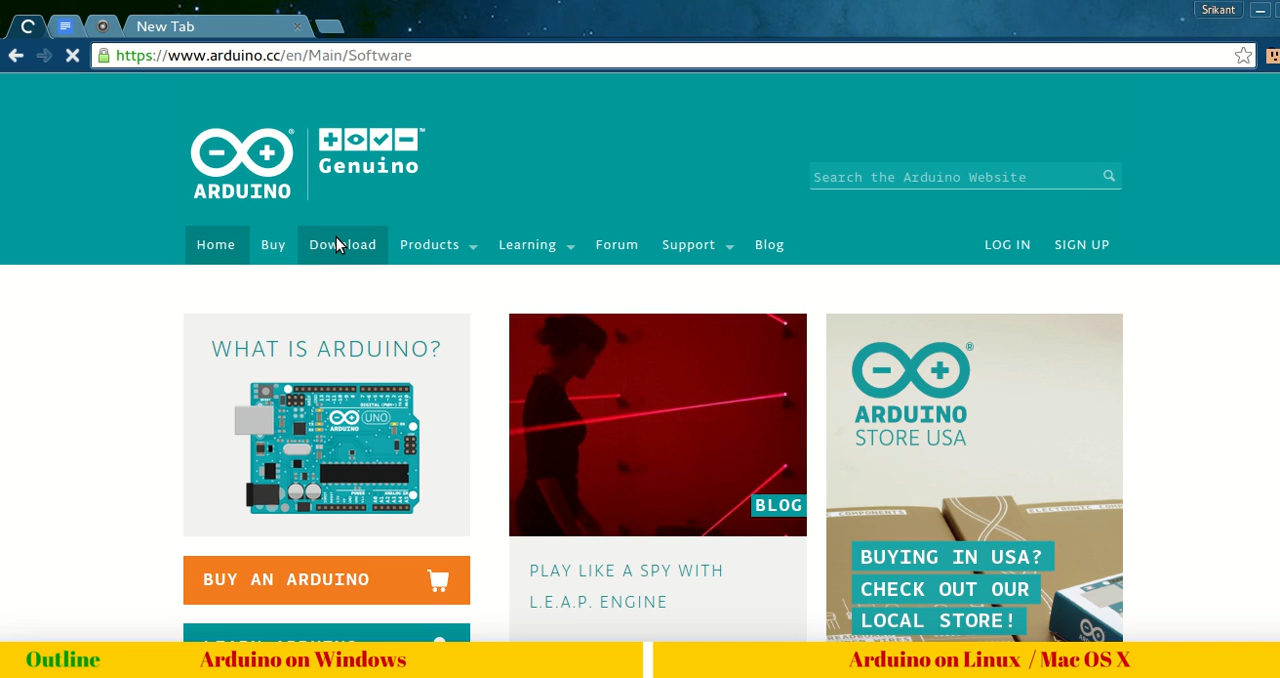 Srikant
New Tab
https://www.arduino.cc/en/Main/Software
ARDUINO
Genuino
Search the Arduino Website
Home Buy Download Products Learning Forum Support Blog LOG IN SIGN UP
WHAT IS ARDUINO?
ARDUINO UNO
BUY AN ARDUINO
BLOG
PLAY LIKE A SPY WITH
L.E.A.P. ENGINE
ARDUINO
STORE USA
BUYING IN USA?
CHECK OUT OUR
LOCAL STORE!
Outline Arduino on Windows Arduino on Linux / Mac OS X